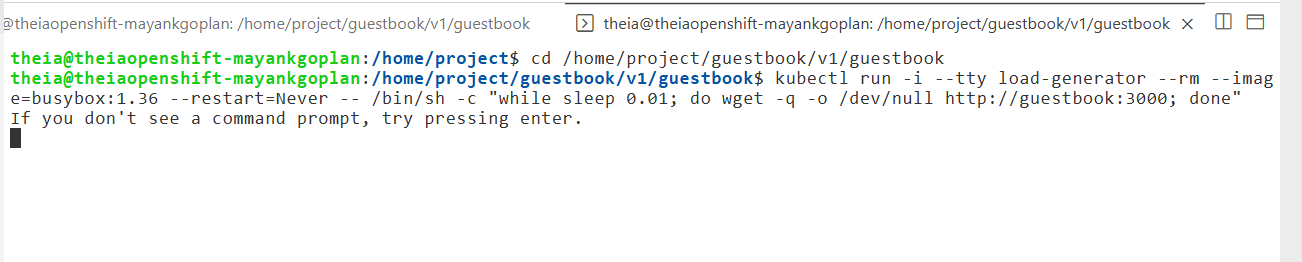 @theiaopenshift-mayankgoplan: /home/project/guestbook/v1/guestbook
theia@theiaopenshift-mayankgoplan: /home/project/guestbook/v1/guestbook
theia@theiaopenshift-mayankgoplan:/home/project$ cd /home/project/guestbook/v1/guestbook
theia@theiaopenshift-mayankgoplan:/home/project/guestbook/v1/guestbook$ kubectl run -i --tty load-generator --rm --imag
e=busybox:1.36 --restart=Never -- /bin/sh -c "while sleep 0.01; do wget -q -o /dev/null http://guestbook:3000; done"
If you don't see a command prompt, try pressing enter.